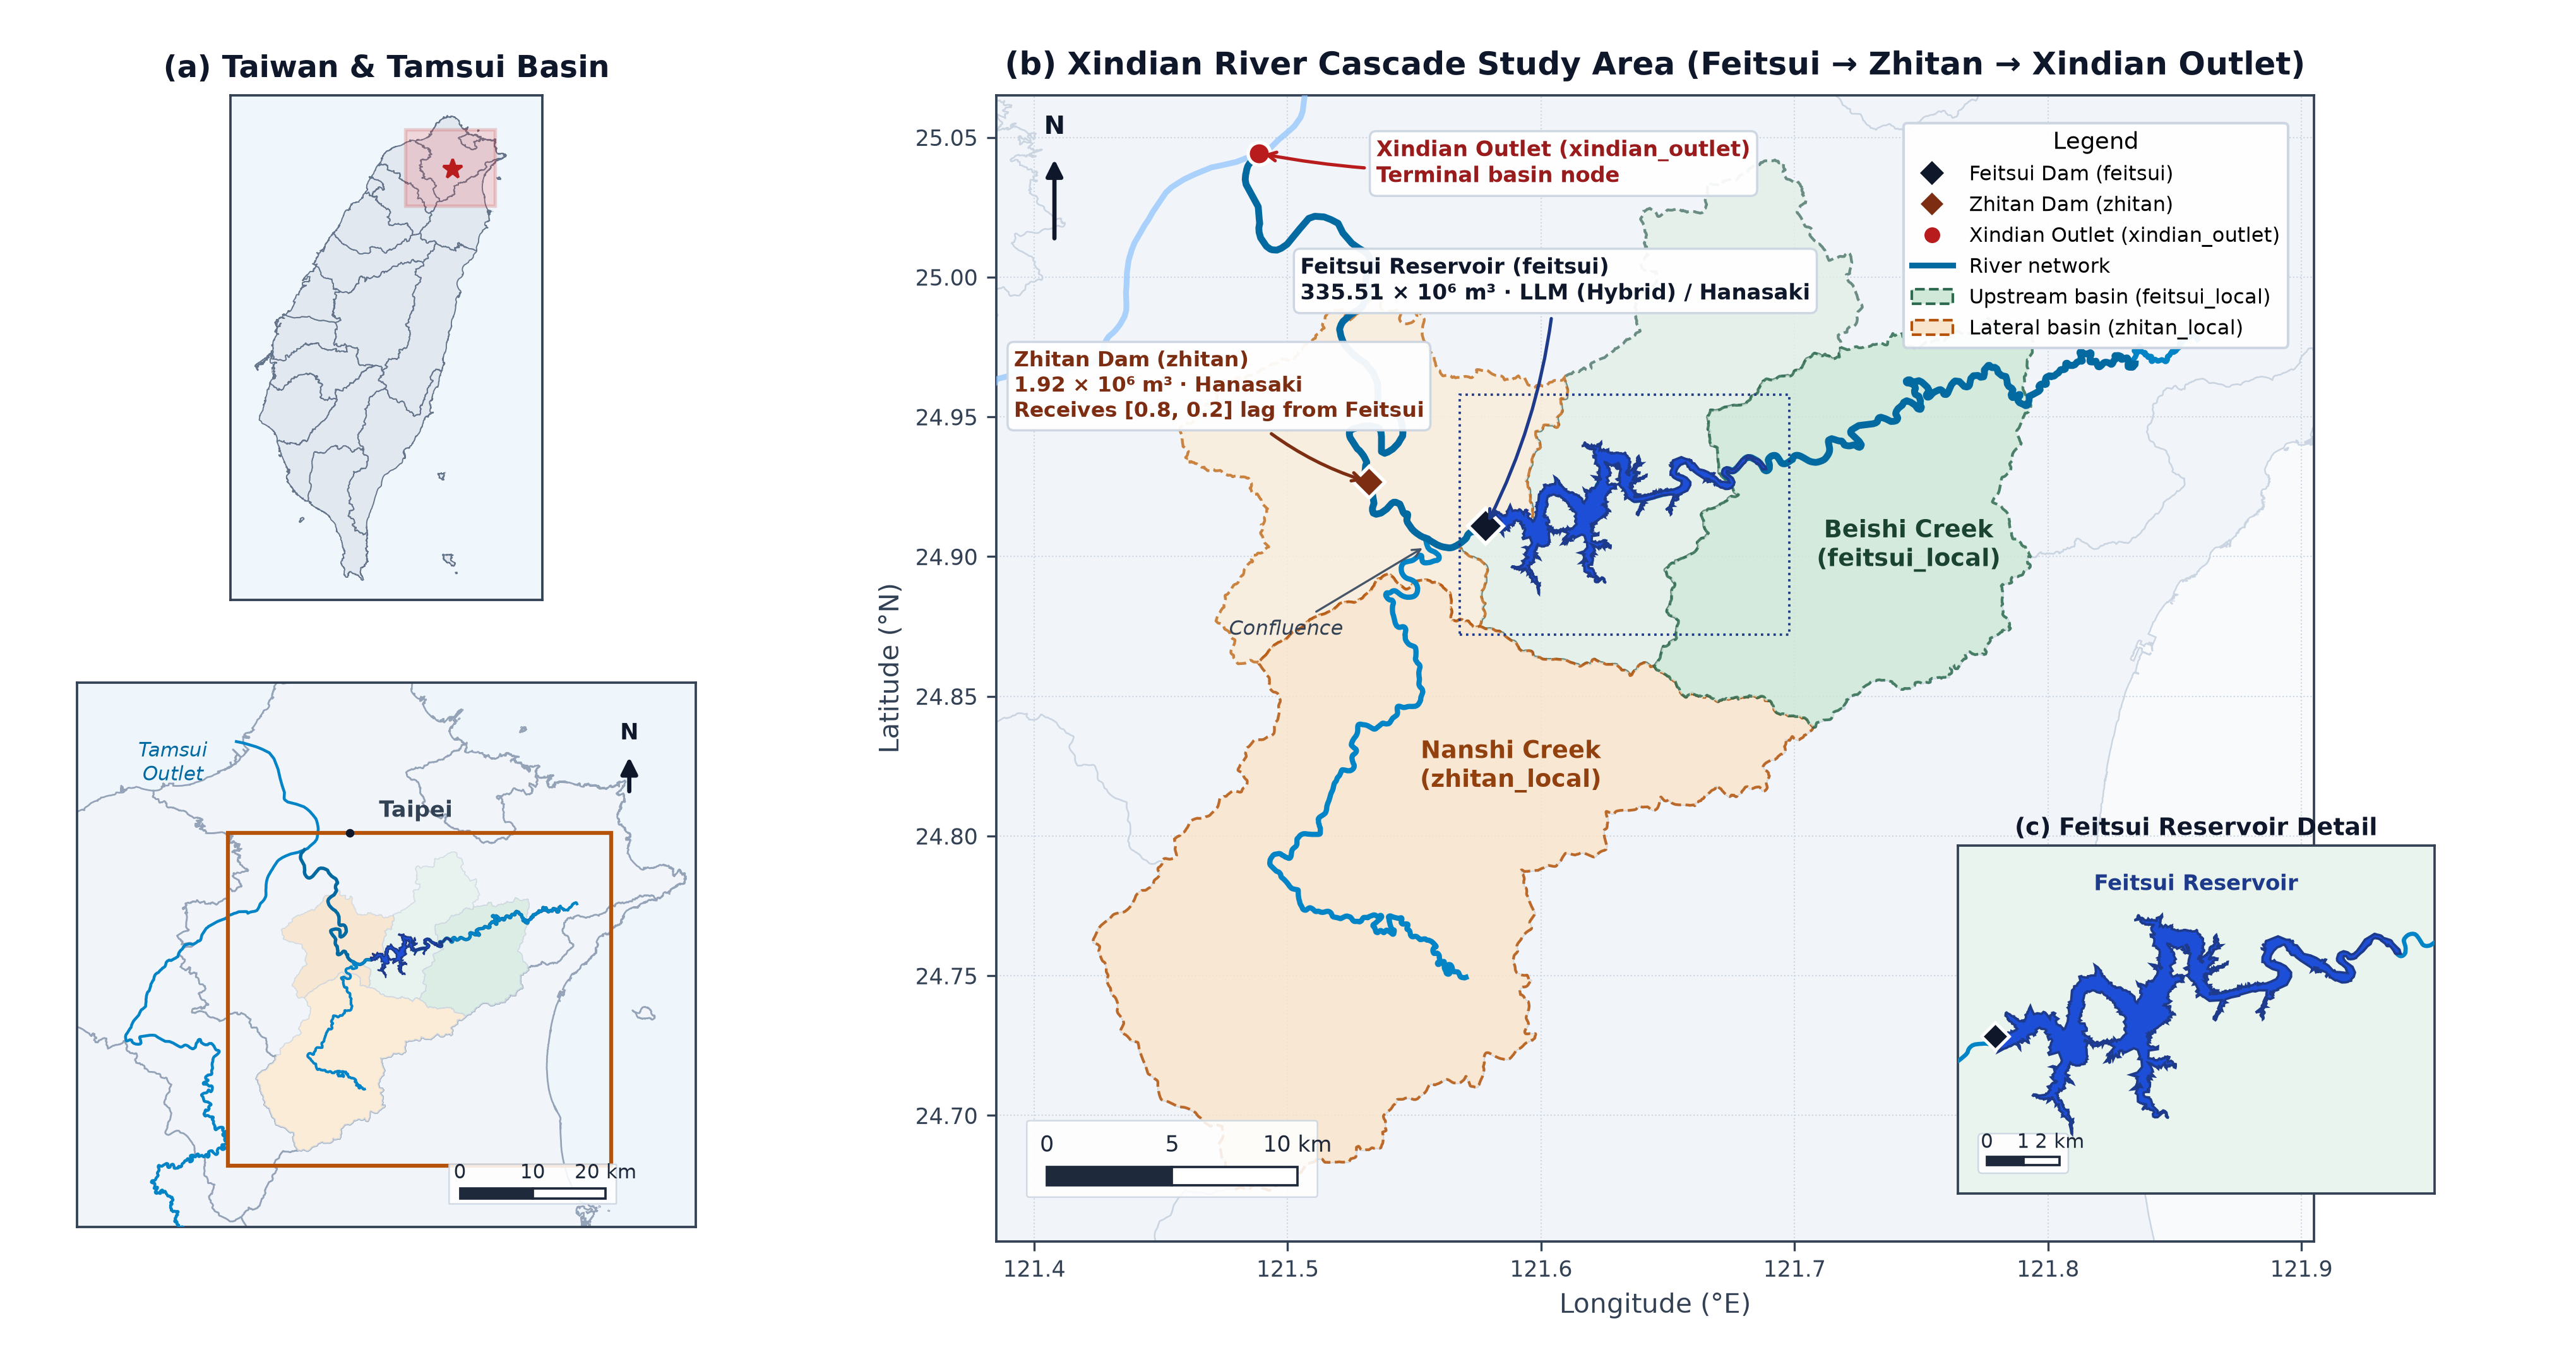 (a) Taiwan & Tamsui Basin
Tamsui
Outlet
N
Taipei
0 10 20 km
(b) Xindian River Cascade Study Area (Feitsui → Zhitan → Xindian Outlet)
N
Xindian Outlet (xindian_outlet)
Terminal basin node
Feitsui Reservoir (feitsui)
335.51 × 10⁶ m³ · LLM (Hybrid) / Hanasaki
Zhitan Dam (zhitan)
1.92 × 10⁶ m³ · Hanasaki
Receives [0.8, 0.2] lag from Feitsui
Legend
Feitsui Dam (feitsui)
Zhitan Dam (zhitan)
Xindian Outlet (xindian_outlet)
River network
Upstream basin (feitsui_local)
Lateral basin (zhitan_local)
Beishi Creek
(feitsui_local)
Confluence
Nanshi Creek
(zhitan_local)
0 5 10 km
25.05
25.00
24.95
24.90
24.85
24.80
24.75
24.70
Latitude (°N)
121.4 121.5 121.6 121.7 121.8 121.9
Longitude (°E)
(c) Feitsui Reservoir Detail
Feitsui Reservoir
0 1 2 km